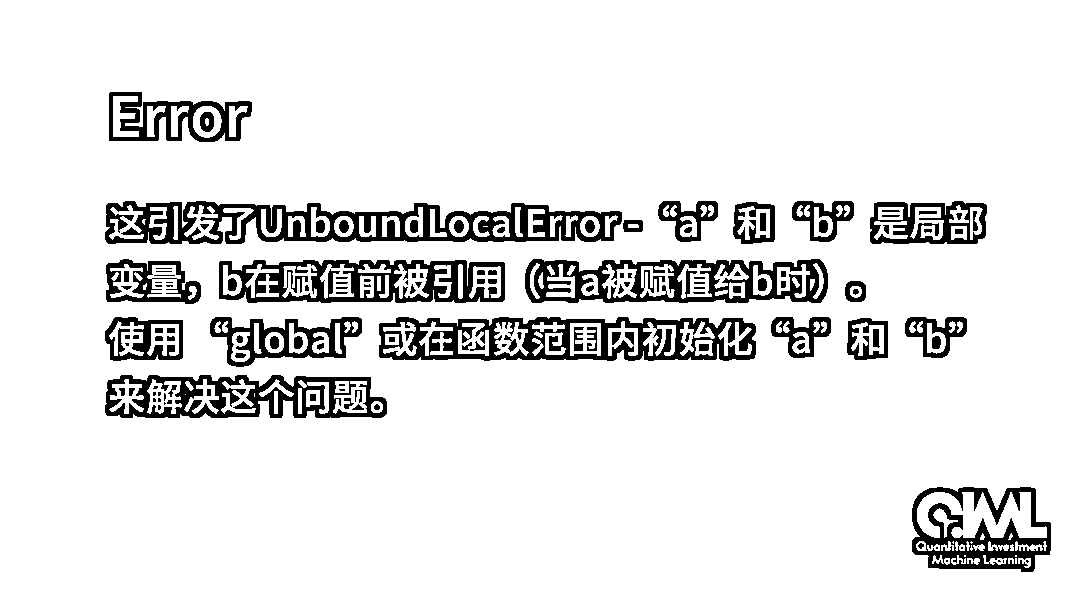 Error
这引发了UnboundLocalError -“a”和“b”是局部
变量，b在赋值前被引用（当a被赋值给b时）。
使用 “global”或在函数范围内初始化“a”和“b”
来解决这个问题。
QIML
Quantitative Investment
Machine Learning